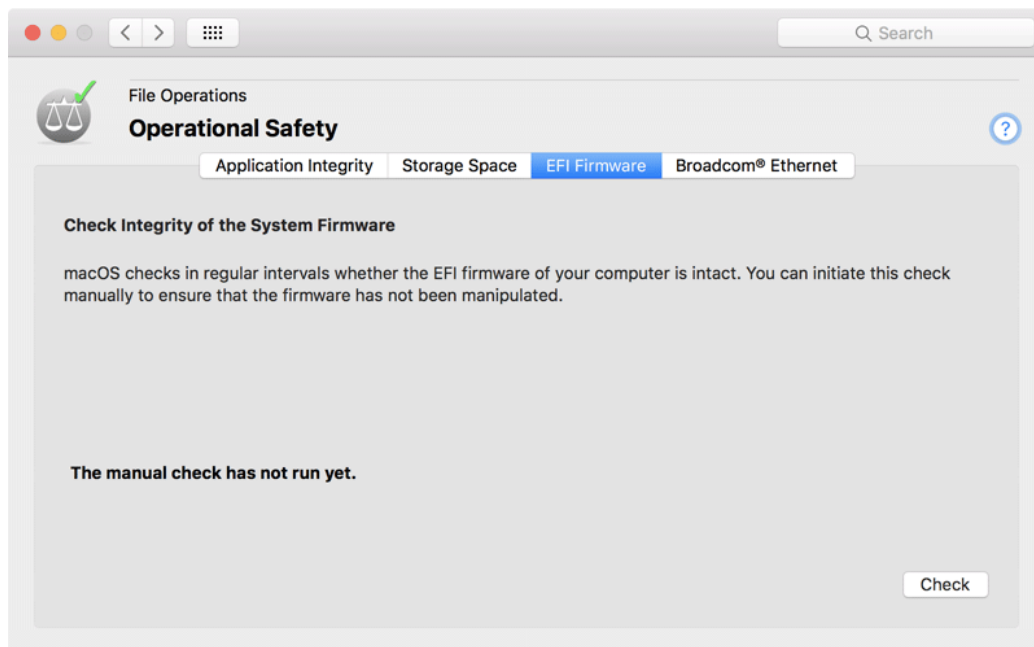 Search
File Operations
Operational Safety
?
Application Integrity
Storage Space
EFI Firmware
Broadcom® Ethernet
Check Integrity of the System Firmware
macOS checks in regular intervals whether the EFI firmware of your computer is intact. You can initiate this check
manually to ensure that the firmware has not been manipulated.
The manual check has not run yet.
Check